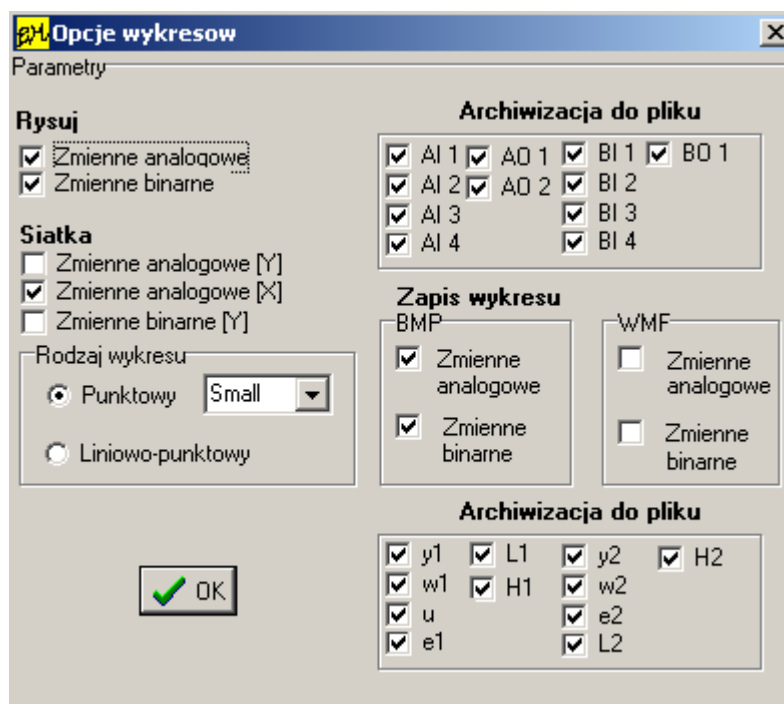 Opcje wykresow
Parametry
Rysuj
Zmienne analogowe
Zmienne binarne
Siatka
Zmienne analogowe [Y]
Zmienne analogowe [X]
Zmienne binarne [Y]
Rodzaj wykresu
Punktowy Small
Liniowo-punktowy
OK
Archiwizacja do pliku
AI 1 AO 1 BI 1 BO 1
AI 2 AO 2 BI 2
AI 3 BI 3
AI 4 BI 4
Zapis wykresu
BMP
Zmienne
analogowe
Zmienne
binarne
WMF
Zmienne
analogowe
Zmienne
binarne
Archiwizacja do pliku
y1 L1 y2 H2
w1 H1 w2
u e2
e1 L2